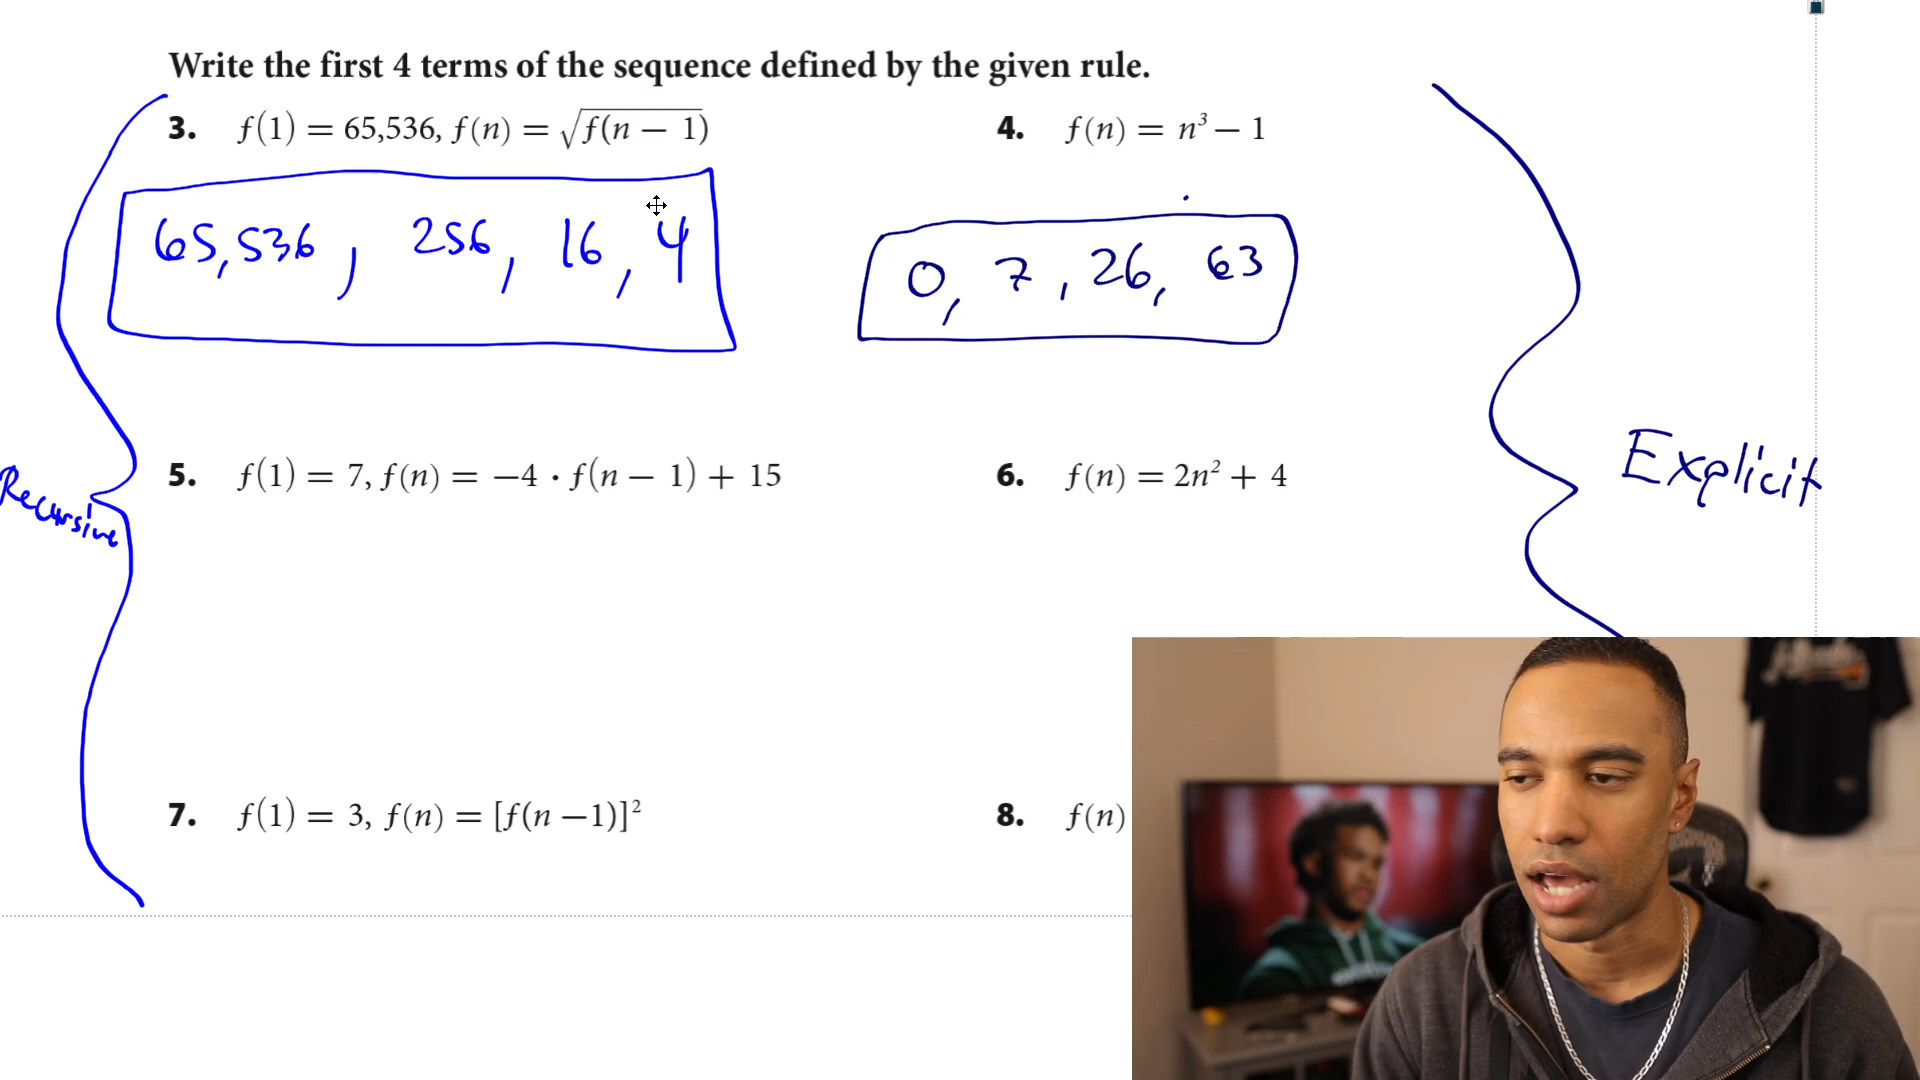 Write the first 4 terms of the sequence defined by the given rule.
3. f(1) = 65,536, f(n) = √f(n − 1)
4. f(n) = n³ − 1
65,536, 256, 16, 4
0, 7, 26, 63
Explicit
5. f(1) = 7, f(n) = −4 · f(n − 1) + 15
6. f(n) = 2n² + 4
Recursive
7. f(1) = 3, f(n) = [f(n −1)]²
8. f(n)